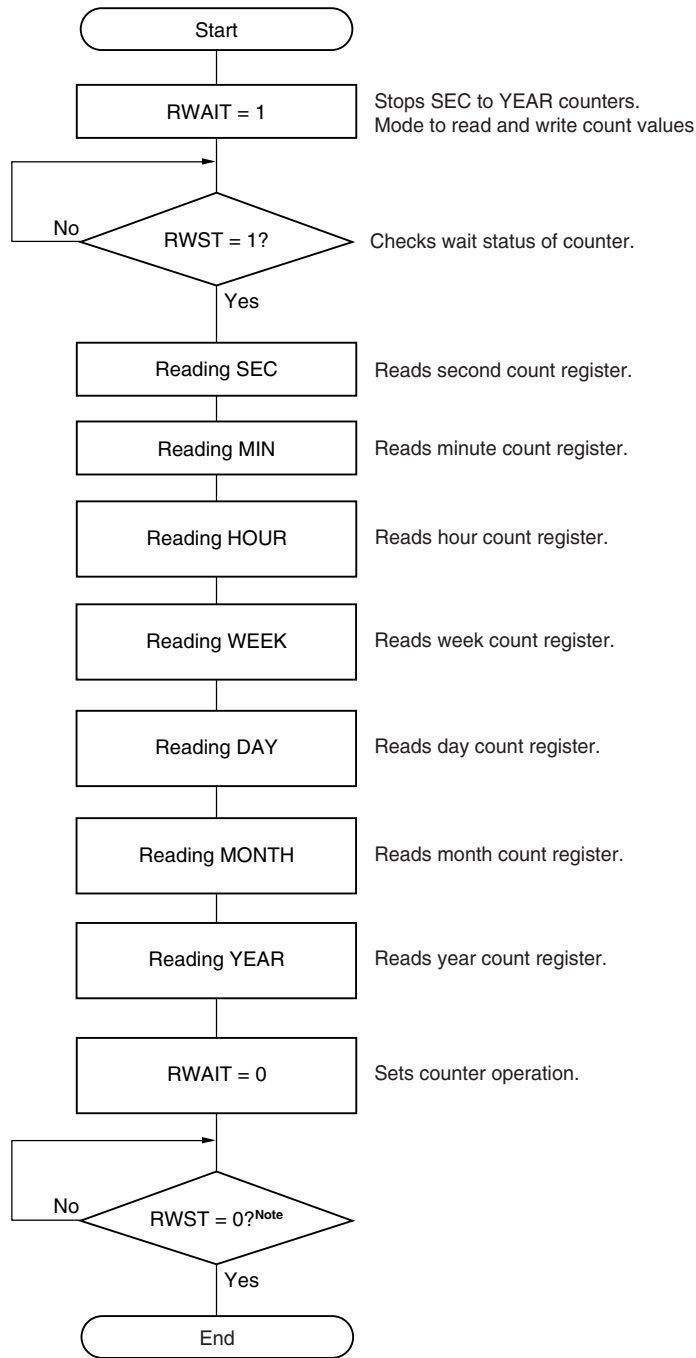 Start
RWAIT = 1
Stops SEC to YEAR counters.
Mode to read and write count values
No
RWST = 1?
Checks wait status of counter.
Yes
Reading SEC
Reads second count register.
Reading MIN
Reads minute count register.
Reading HOUR
Reads hour count register.
Reading WEEK
Reads week count register.
Reading DAY
Reads day count register.
Reading MONTH
Reads month count register.
Reading YEAR
Reads year count register.
RWAIT = 0
Sets counter operation.
No
RWST = 0?Note
Yes
End